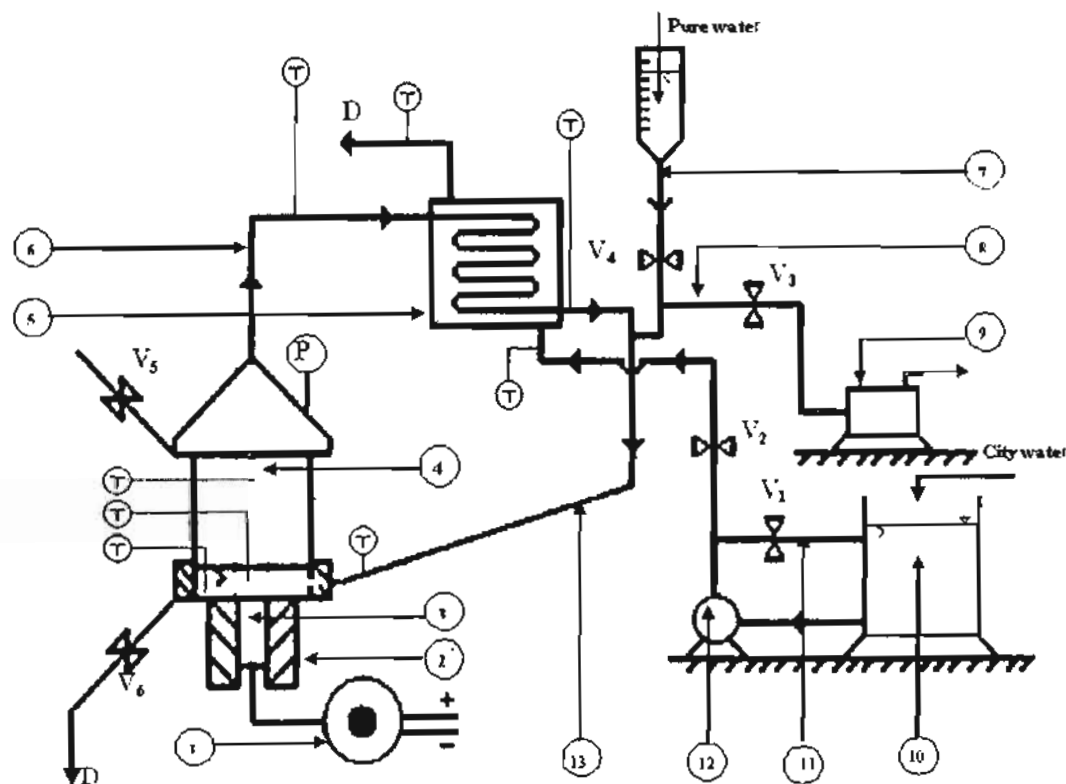 Pure water
T
T
D
T
7
V₄
8
V₃
6
5
9
V₅
P
T
V₂
City water
4
T
T
T
V₁
T
3
2
V₆
+
-
1
D
13
12
11
10